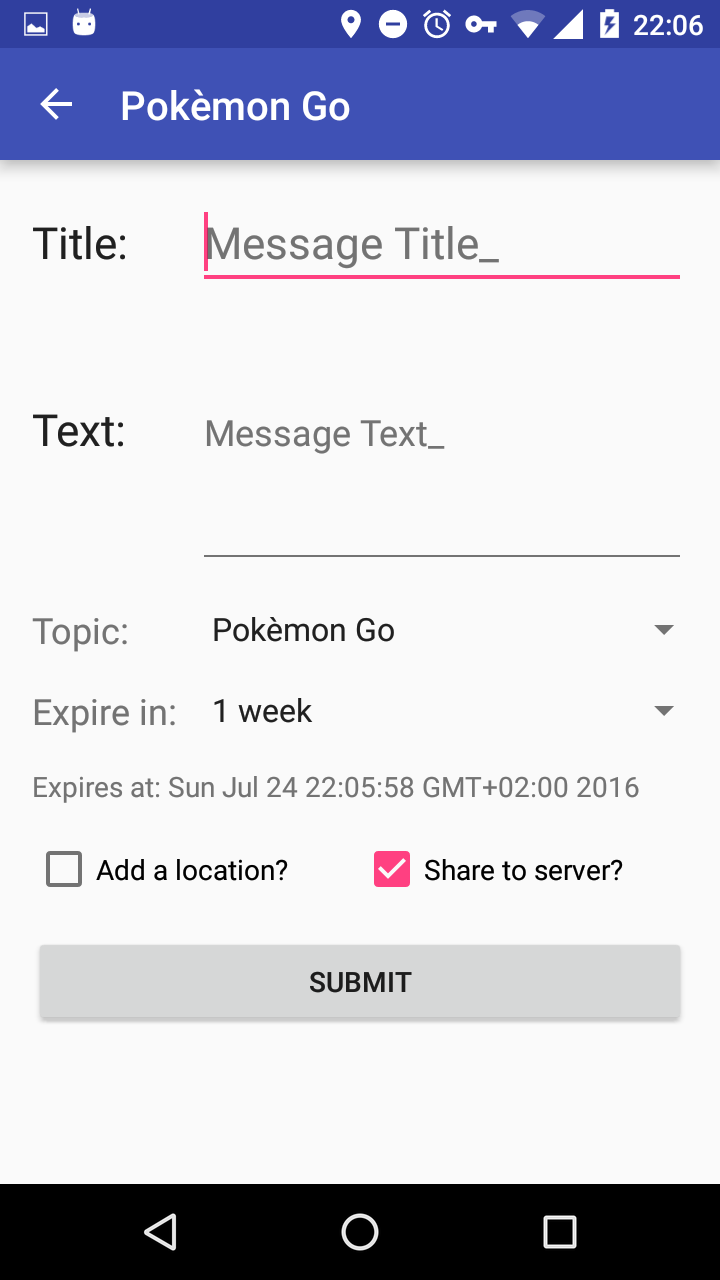 22:06
Pokèmon Go
Title: Message Title_
Text: Message Text_
Topic: Pokèmon Go
Expire in: 1 week
Expires at: Sun Jul 24 22:05:58 GMT+02:00 2016
Add a location? Share to server?
SUBMIT